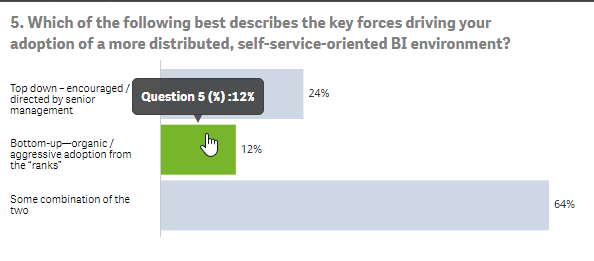 5. Which of the following best describes the key forces driving your
adoption of a more distributed, self-service-oriented BI environment?
Top down – encouraged /
directed by senior
management
Question 5 (%) :12%
24%
Bottom-up—organic /
aggressive adoption from
the “ranks”
12%
Some combination of the
two
64%